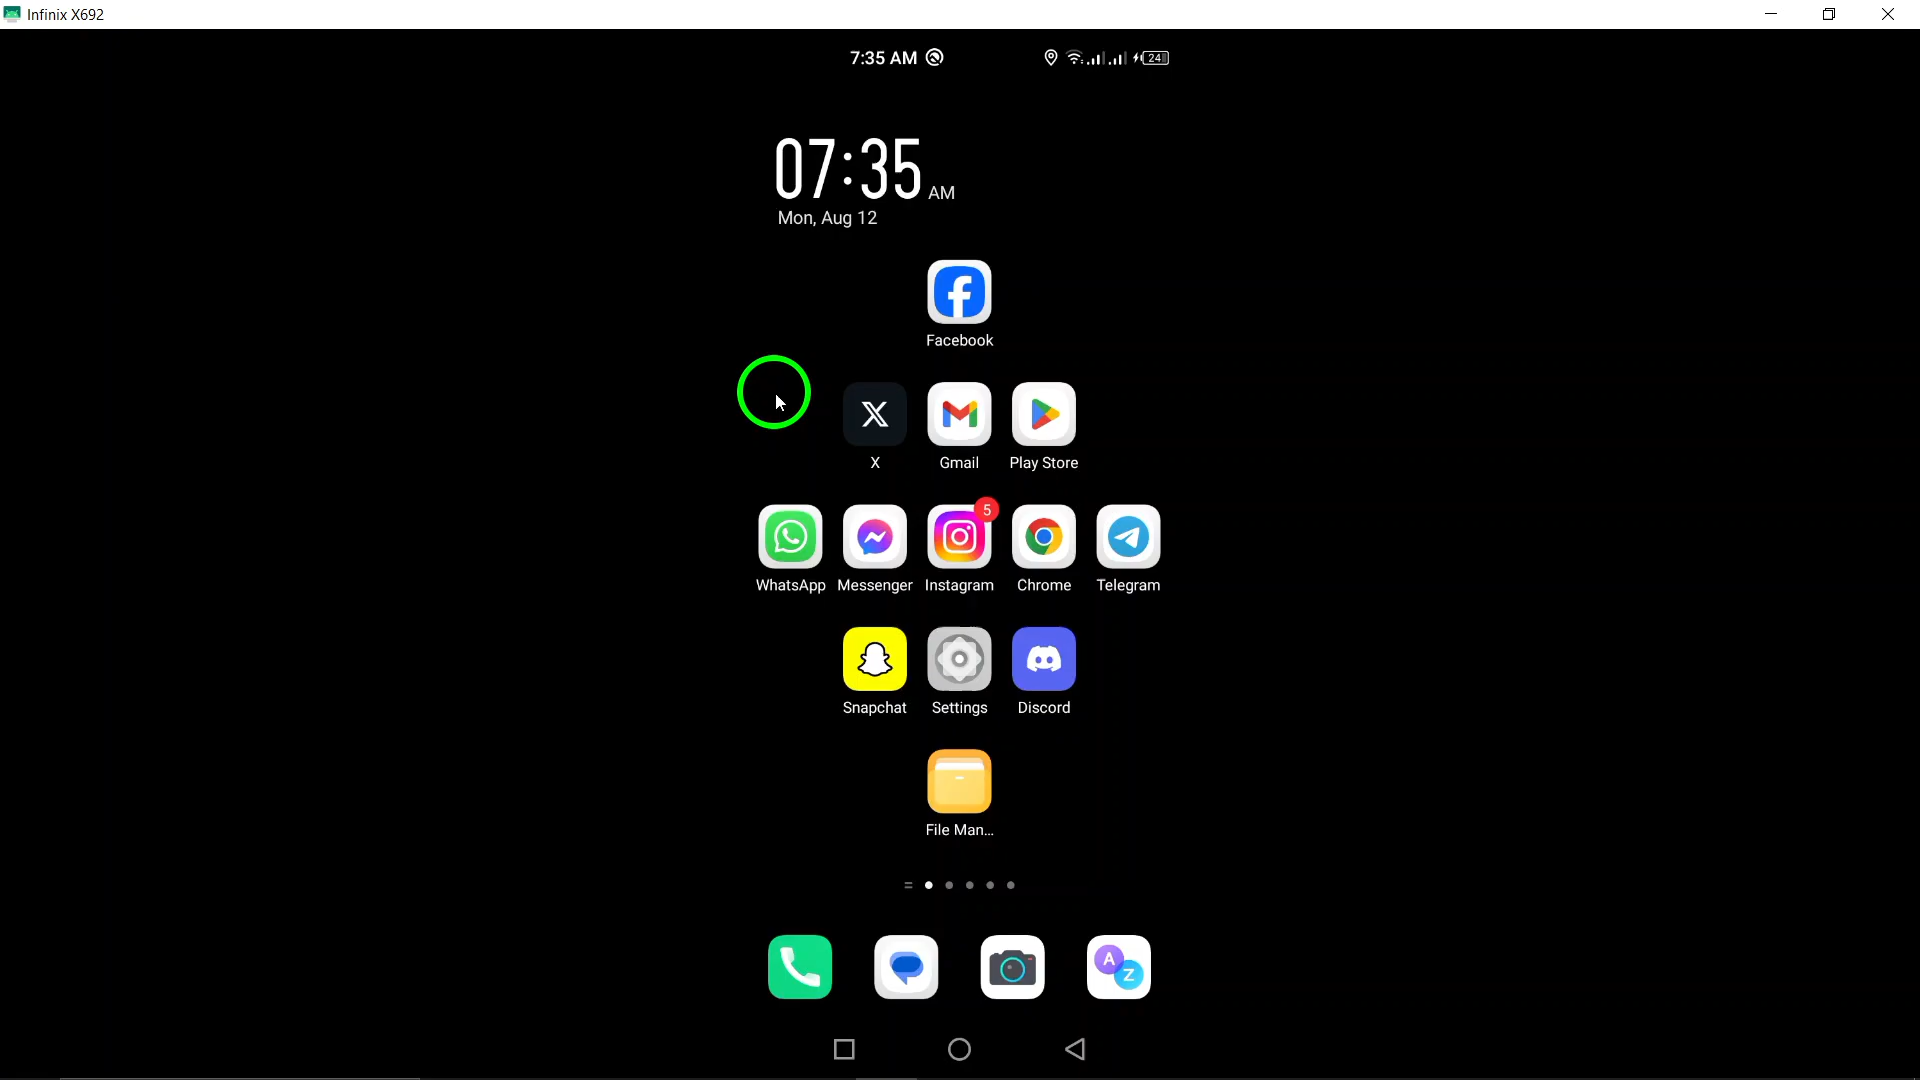 Infinix X692
7:35 AM
24
07:35 AM
Mon, Aug 12
Facebook
X
Gmail
Play Store
5
WhatsApp
Messenger
Instagram
Chrome
Telegram
Snapchat
Settings
Discord
File Man...
A
Z